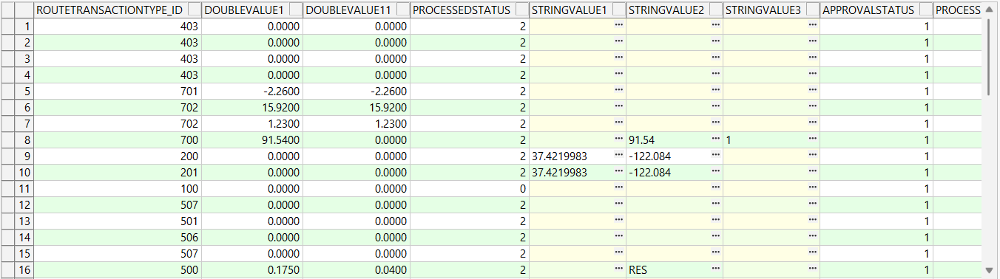 ROUTETRANSACTIONTYPE_ID DOUBLEVALUE1 DOUBLEVALUE11 PROCESSEDSTATUS STRINGVALUE1 STRINGVALUE2 STRINGVALUE3 APPROVALSTATUS PROCESS
1 403 0.0000 0.0000 2 ... ... ... 1
2 403 0.0000 0.0000 2 ... ... ... 1
3 403 0.0000 0.0000 2 ... ... ... 1
4 403 0.0000 0.0000 2 ... ... ... 1
5 701 -2.2600 -2.2600 2 ... ... ... 1
6 702 15.9200 15.9200 2 ... ... ... 1
7 702 1.2300 1.2300 2 ... ... ... 1
8 700 91.5400 0.0000 2 ... 91.54 ... 1 ... 1
9 200 0.0000 0.0000 2 37.4219983 ... -122.084 ... ... 1
10 201 0.0000 0.0000 2 37.4219983 ... -122.084 ... ... 1
11 100 0.0000 0.0000 0 ... ... ... 1
12 507 0.0000 0.0000 2 ... ... ... 1
13 501 0.0000 0.0000 2 ... ... ... 1
14 506 0.0000 0.0000 2 ... ... ... 1
15 507 0.0000 0.0000 2 ... ... ... 1
16 500 0.1750 0.0400 2 ... RES ... ... 1